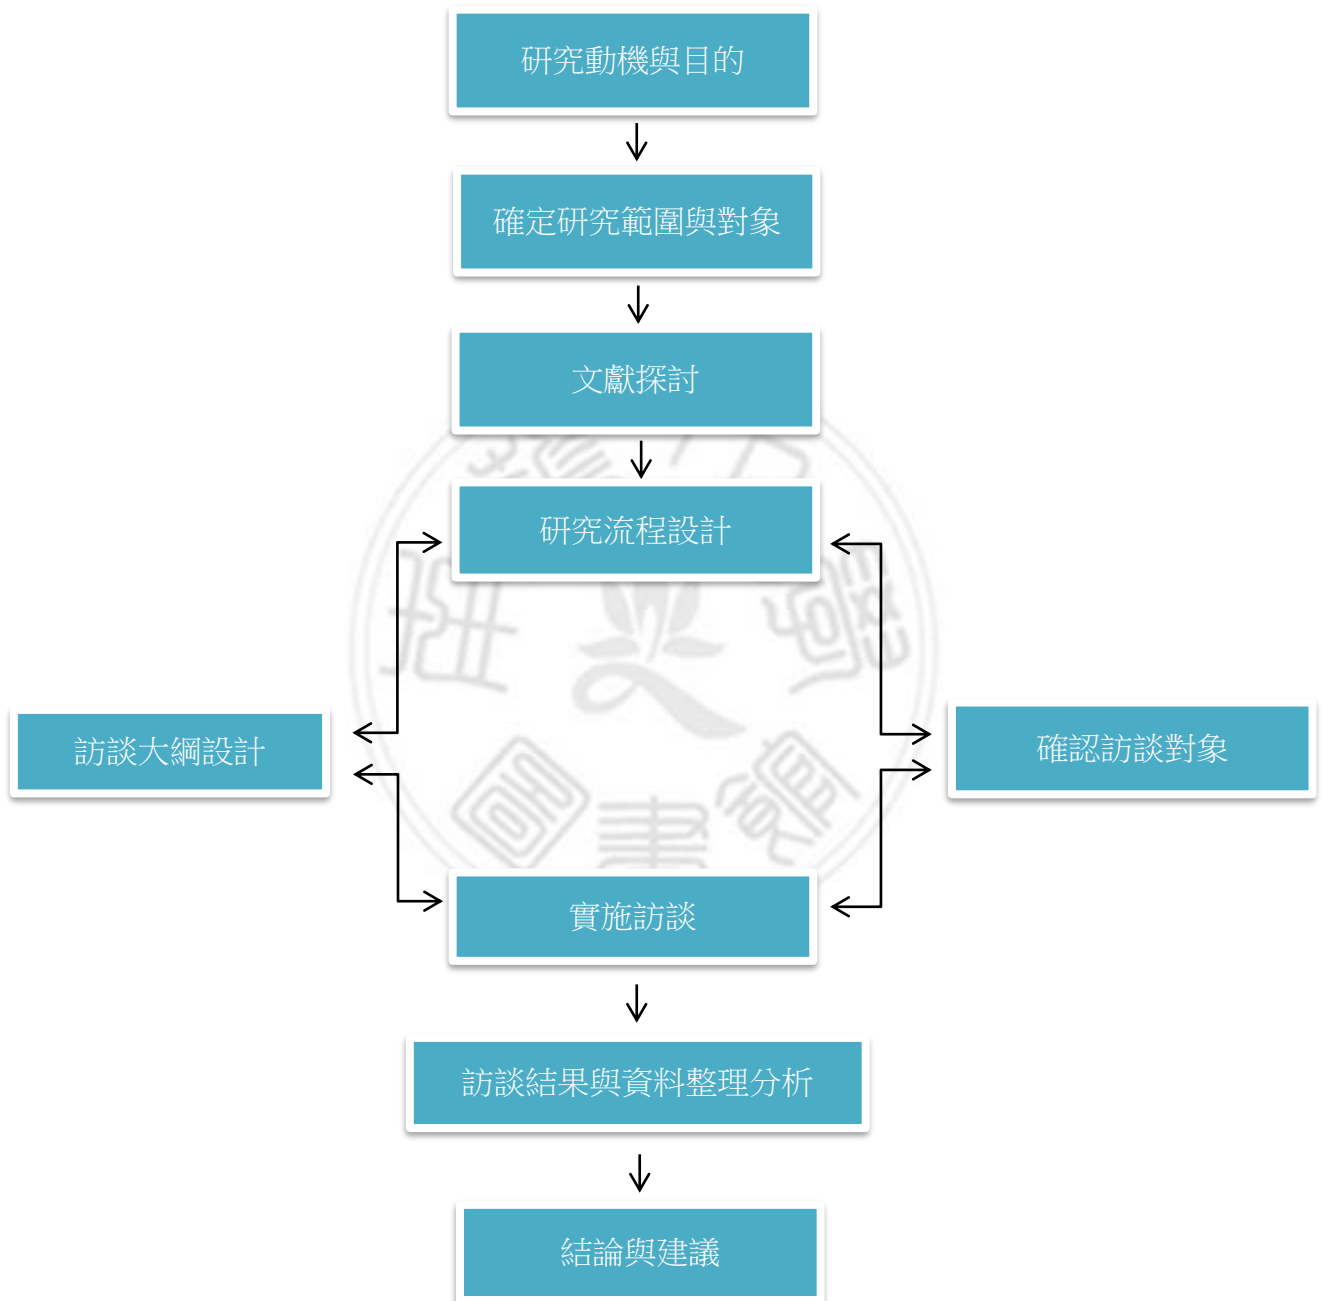 研究動機與目的
確定研究範圍與對象
文獻探討
研究流程設計
訪談大綱設計
確認訪談對象
實施訪談
訪談結果與資料整理分析
結論與建議